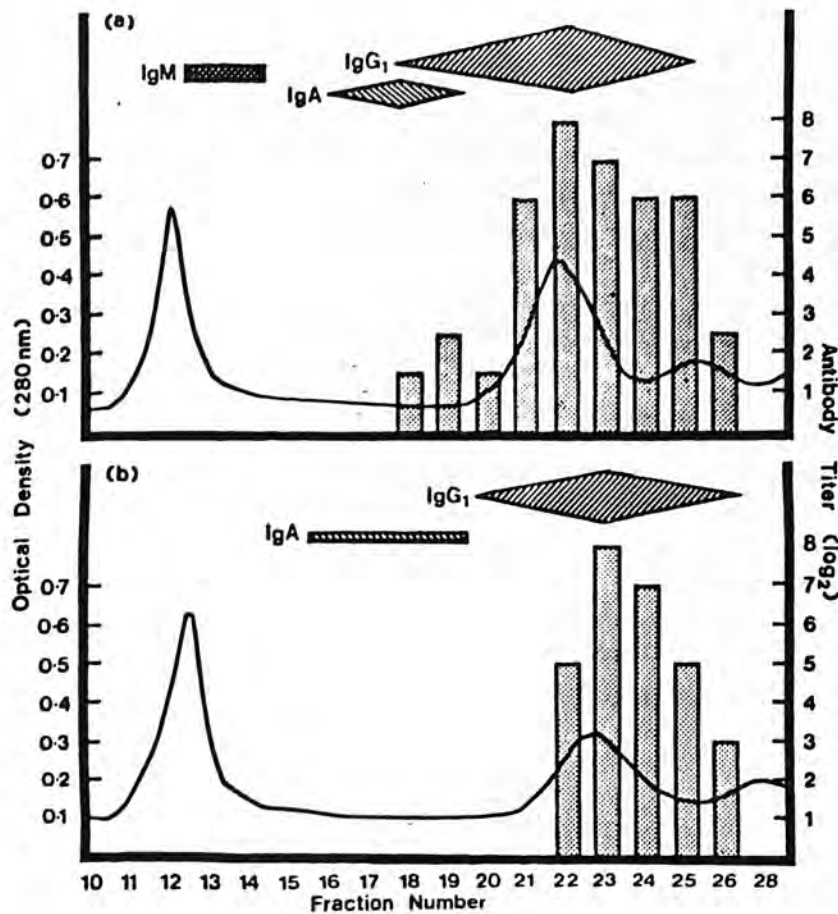 (a)
IgM
IgG1
IgA
0·7
0·6
0·5
0·4
0·3
0·2
0·1
8
7
6
5
4
3
2
1
Optical Density (280nm)
Antibody Titer (log2)
(b)
IgG1
IgA
0·7
0·6
0·5
0·4
0·3
0·2
0·1
8
7
6
5
4
3
2
1
10 11 12 13 14 15 16 17 18 19 20 21 22 23 24 25 26 28
Fraction Number